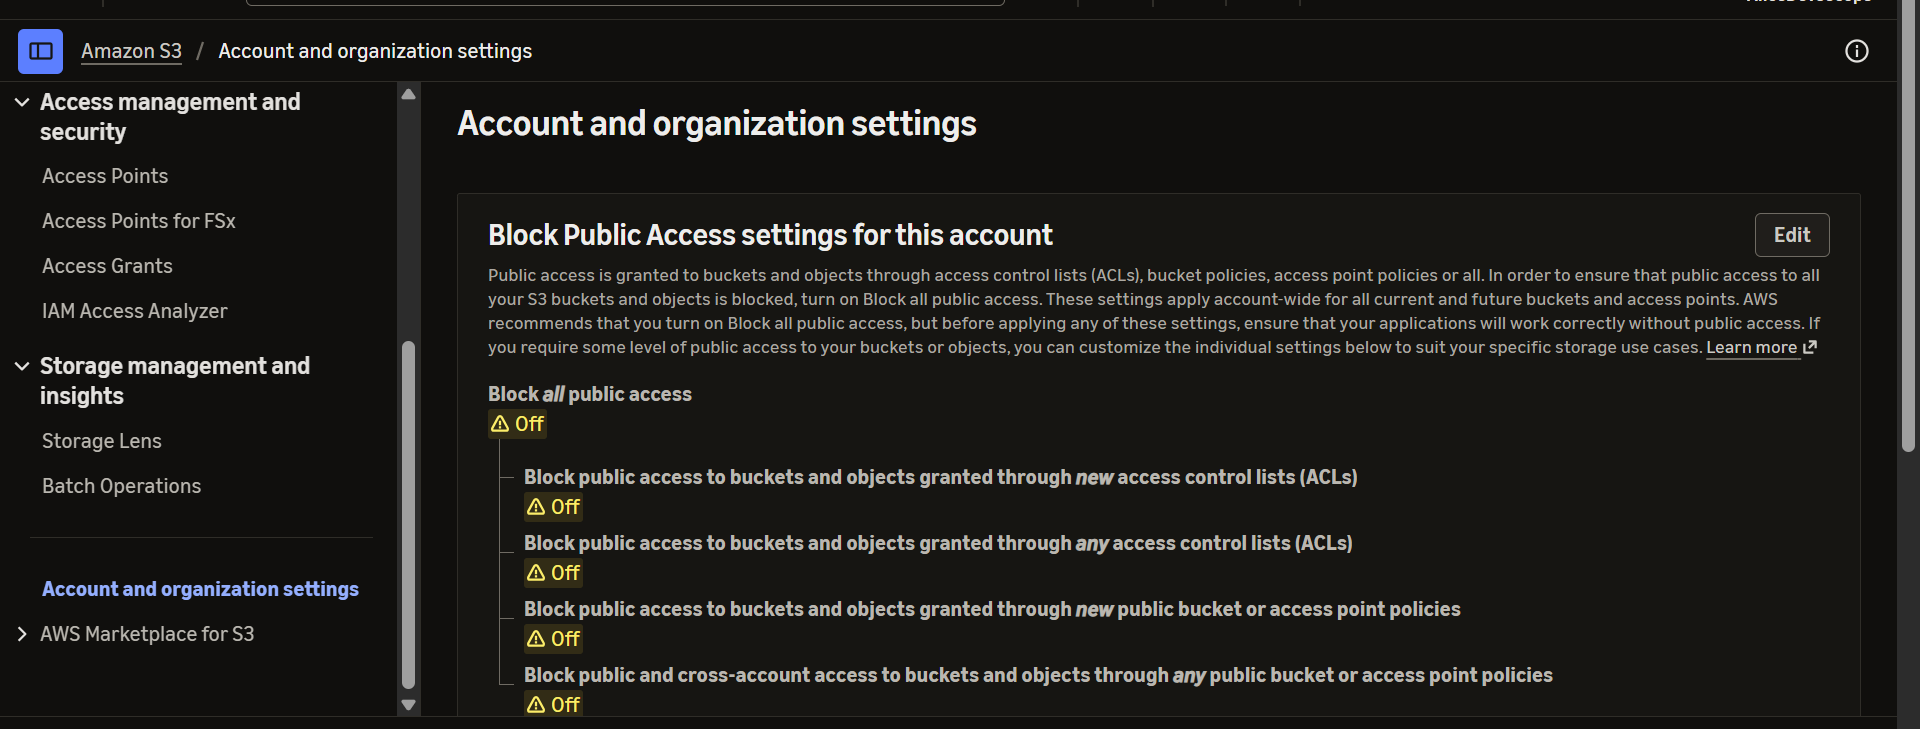 Amazon S3 / Account and organization settings
Access management and
security
Access Points
Access Points for FSx
Access Grants
IAM Access Analyzer
Storage management and
insights
Storage Lens
Batch Operations
Account and organization settings
AWS Marketplace for S3
Account and organization settings
Block Public Access settings for this account
Edit
Public access is granted to buckets and objects through access control lists (ACLs), bucket policies, access point policies or all. In order to ensure that public access to all
your S3 buckets and objects is blocked, turn on Block all public access. These settings apply account-wide for all current and future buckets and access points. AWS
recommends that you turn on Block all public access, but before applying any of these settings, ensure that your applications will work correctly without public access. If
you require some level of public access to your buckets or objects, you can customize the individual settings below to suit your specific storage use cases. Learn more
Block all public access
Off
Block public access to buckets and objects granted through new access control lists (ACLs)
Off
Block public access to buckets and objects granted through any access control lists (ACLs)
Off
Block public access to buckets and objects granted through new public bucket or access point policies
Off
Block public and cross-account access to buckets and objects through any public bucket or access point policies
Off